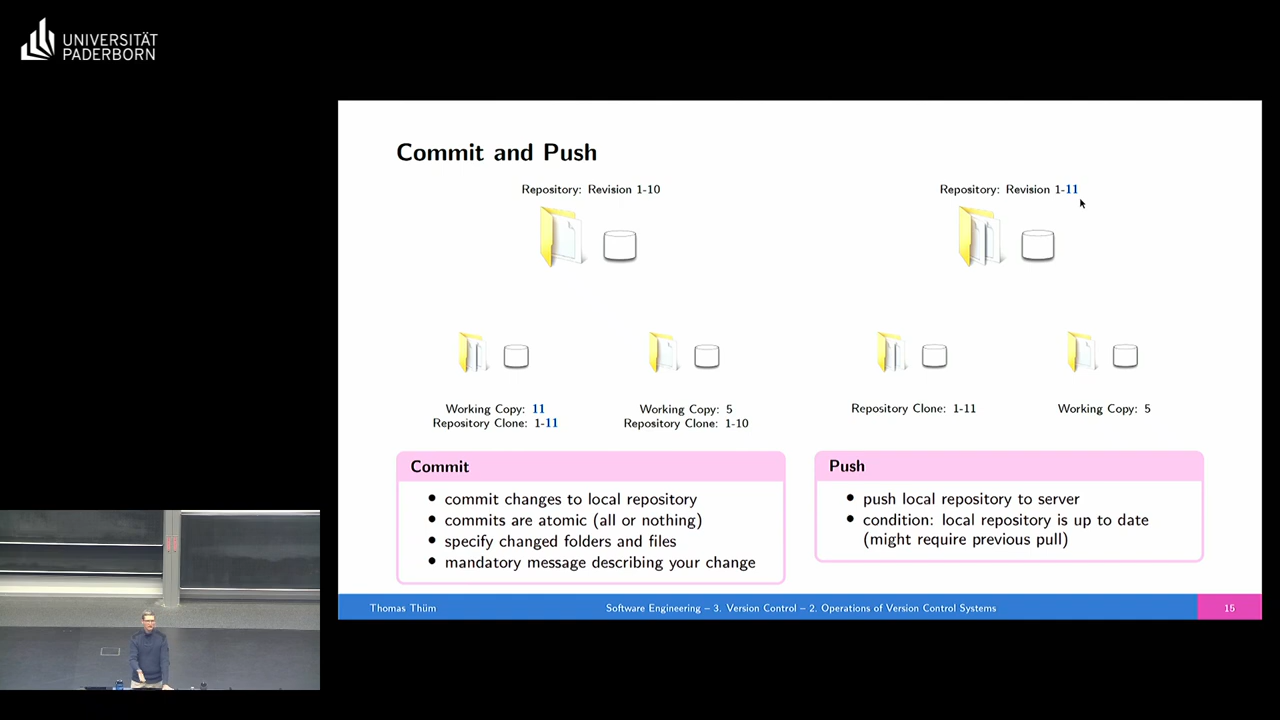 UNIVERSITÄT
PADERBORN
Commit and Push
Repository: Revision 1-10
Repository: Revision 1-11
Working Copy: 11
Repository Clone: 1-11
Working Copy: 5
Repository Clone: 1-10
Repository Clone: 1-11
Working Copy: 5
Commit
• commit changes to local repository
• commits are atomic (all or nothing)
• specify changed folders and files
• mandatory message describing your change
Push
• push local repository to server
• condition: local repository is up to date
(might require previous pull)
Thomas Thüm
Software Engineering – 3. Version Control – 2. Operations of Version Control Systems
15